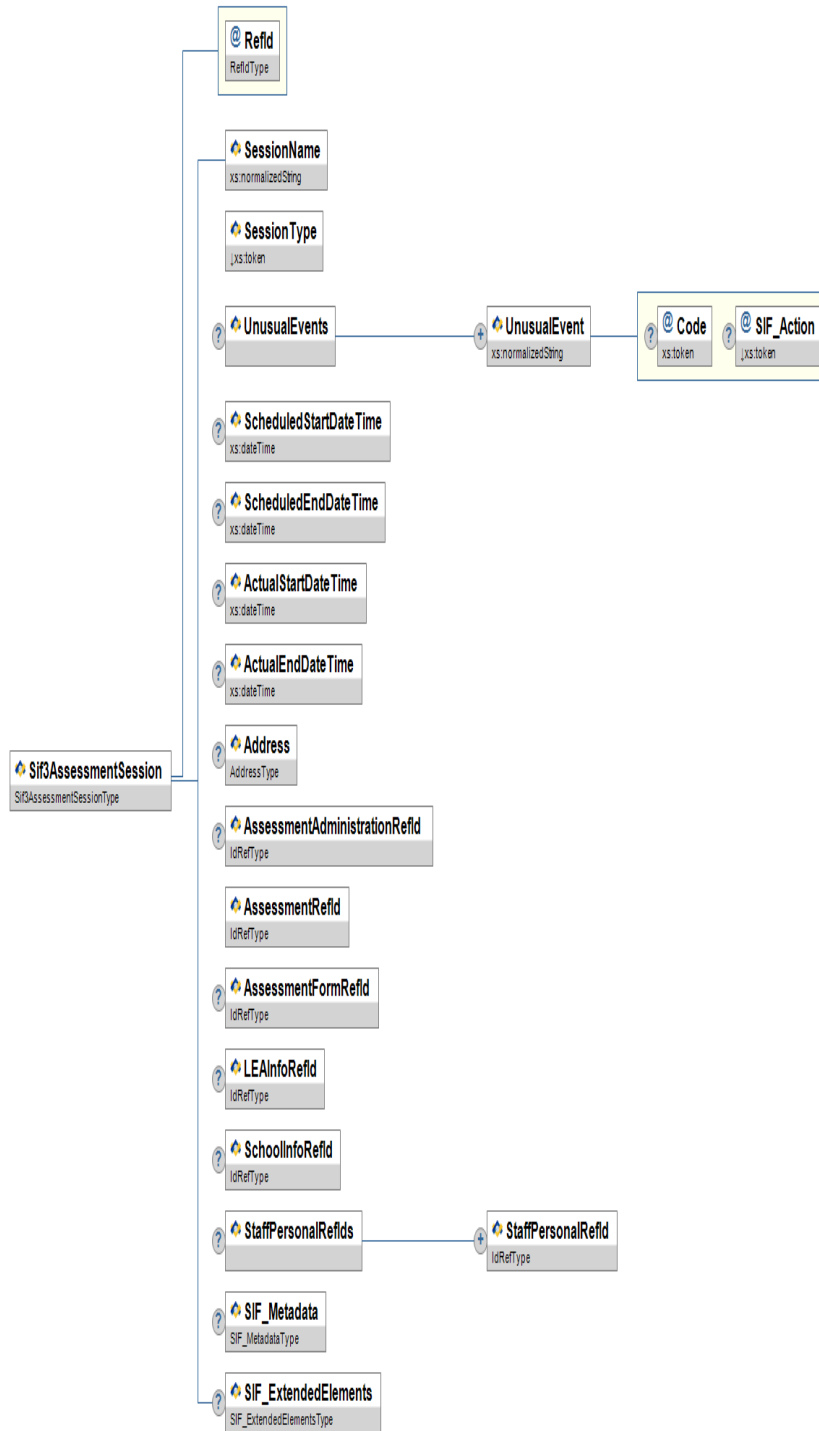 @ RefId
RefIdType
SessionName
xs:normalizedString
SessionType
↓xs:token
? UnusualEvents
+ UnusualEvent
xs:normalizedString
? @ Code
xs:token
? @ SIF_Action
↓xs:token
? ScheduledStartDateTime
xs:dateTime
? ScheduledEndDateTime
xs:dateTime
? ActualStartDateTime
xs:dateTime
? ActualEndDateTime
xs:dateTime
? Address
AddressType
Sif3AssessmentSession
Sif3AssessmentSessionType
? AssessmentAdministrationRefId
IdRefType
AssessmentRefId
IdRefType
? AssessmentFormRefId
IdRefType
? LEAInfoRefId
IdRefType
? SchoolInfoRefId
IdRefType
? StaffPersonalRefIds
+ StaffPersonalRefId
IdRefType
? SIF_Metadata
SIF_MetadataType
? SIF_ExtendedElements
SIF_ExtendedElementsType